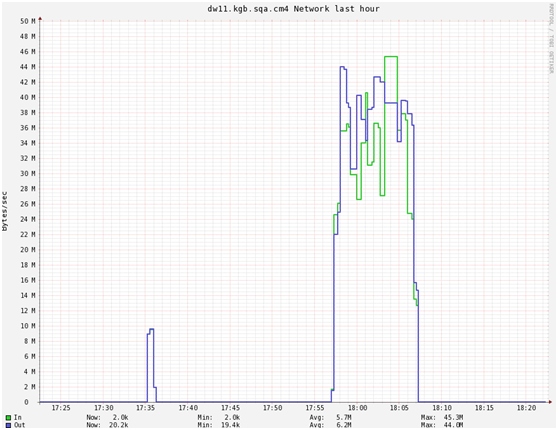 dw11.kgb.sqa.cm4 Network last hour
RRDTOOL / TOBI OETIKER
Bytes/sec
50 M
48 M
46 M
44 M
42 M
40 M
38 M
36 M
34 M
32 M
30 M
28 M
26 M
24 M
22 M
20 M
18 M
16 M
14 M
12 M
10 M
8 M
6 M
4 M
2 M
0
17:25 17:30 17:35 17:40 17:45 17:50 17:55 18:00 18:05 18:10 18:15 18:20
In Now: 2.0k Min: 2.0k Avg: 5.7M Max: 45.3M
Out Now: 20.2k Min: 19.4k Avg: 6.2M Max: 44.0M